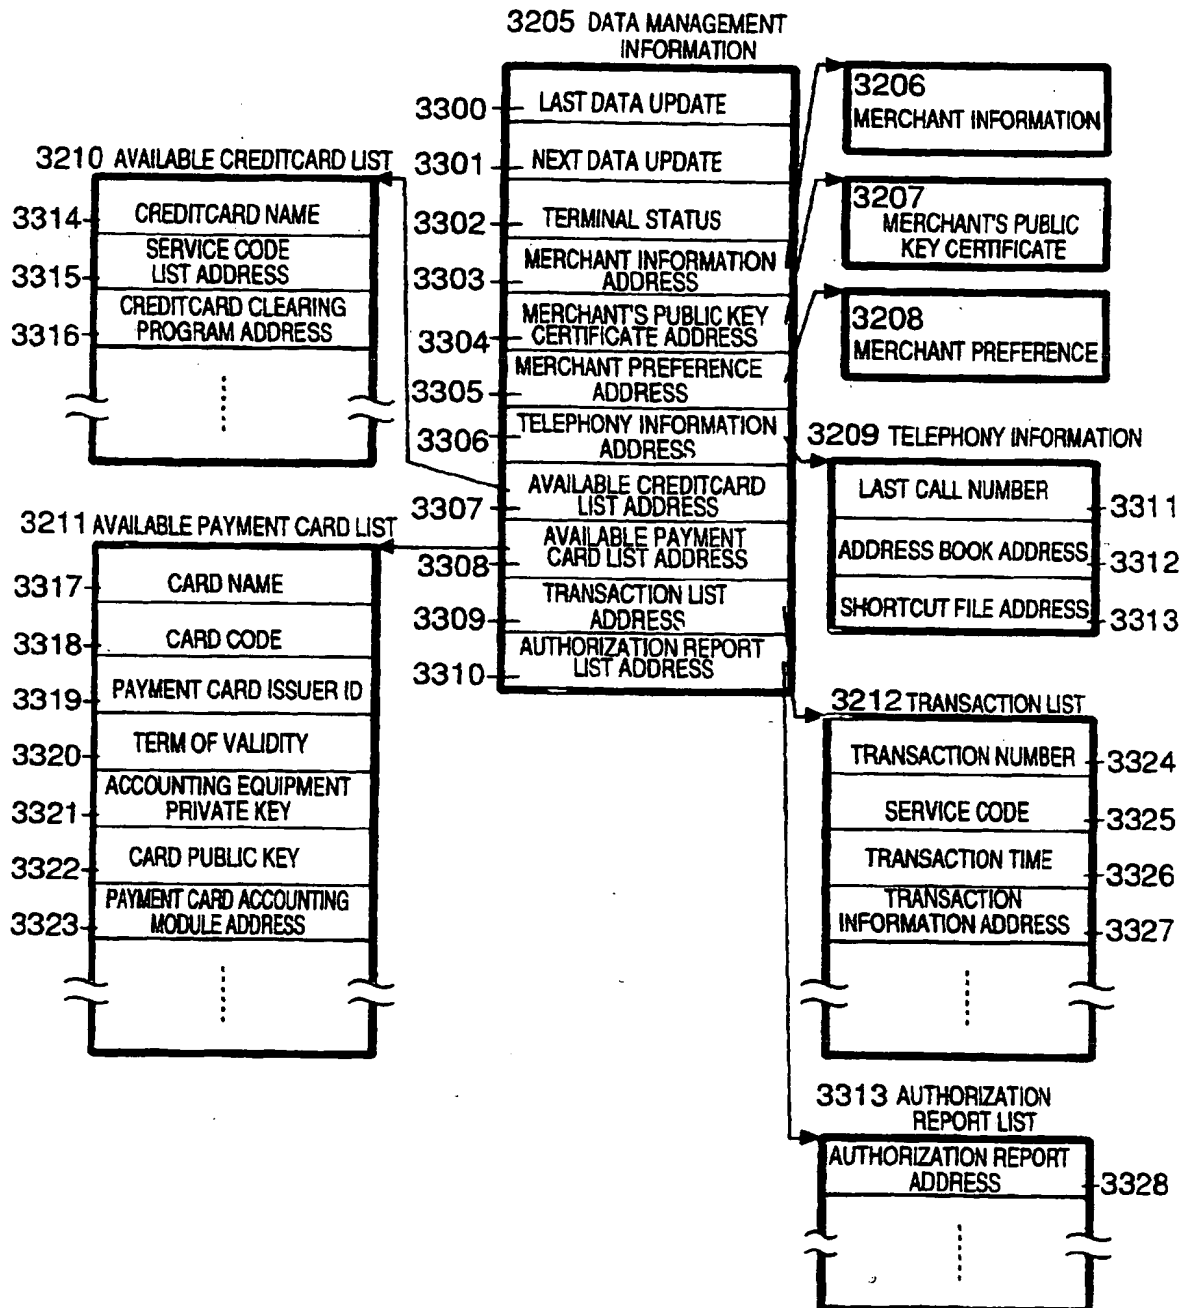 3205 DATA MANAGEMENT
INFORMATION
3300 LAST DATA UPDATE
3301 NEXT DATA UPDATE
3302 TERMINAL STATUS
3303 MERCHANT INFORMATION
ADDRESS
3304 MERCHANT'S PUBLIC KEY
CERTIFICATE ADDRESS
3305 MERCHANT PREFERENCE
ADDRESS
3306 TELEPHONY INFORMATION
ADDRESS
3307 AVAILABLE CREDITCARD
LIST ADDRESS
3308 AVAILABLE PAYMENT
CARD LIST ADDRESS
3309 TRANSACTION LIST
ADDRESS
3310 AUTHORIZATION REPORT
LIST ADDRESS
3210 AVAILABLE CREDITCARD LIST
3314 CREDITCARD NAME
3315 SERVICE CODE
LIST ADDRESS
3316 CREDITCARD CLEARING
PROGRAM ADDRESS
3211 AVAILABLE PAYMENT CARD LIST
3317 CARD NAME
3318 CARD CODE
3319 PAYMENT CARD ISSUER ID
3320 TERM OF VALIDITY
3321 ACCOUNTING EQUIPMENT
PRIVATE KEY
3322 CARD PUBLIC KEY
3323 PAYMENT CARD ACCOUNTING
MODULE ADDRESS
3206
MERCHANT INFORMATION
3207
MERCHANT'S PUBLIC
KEY CERTIFICATE
3208
MERCHANT PREFERENCE
3209 TELEPHONY INFORMATION
LAST CALL NUMBER 3311
ADDRESS BOOK ADDRESS 3312
SHORTCUT FILE ADDRESS 3313
3212 TRANSACTION LIST
TRANSACTION NUMBER 3324
SERVICE CODE 3325
TRANSACTION TIME 3326
TRANSACTION
INFORMATION ADDRESS 3327
3313 AUTHORIZATION
REPORT LIST
AUTHORIZATION REPORT
ADDRESS 3328